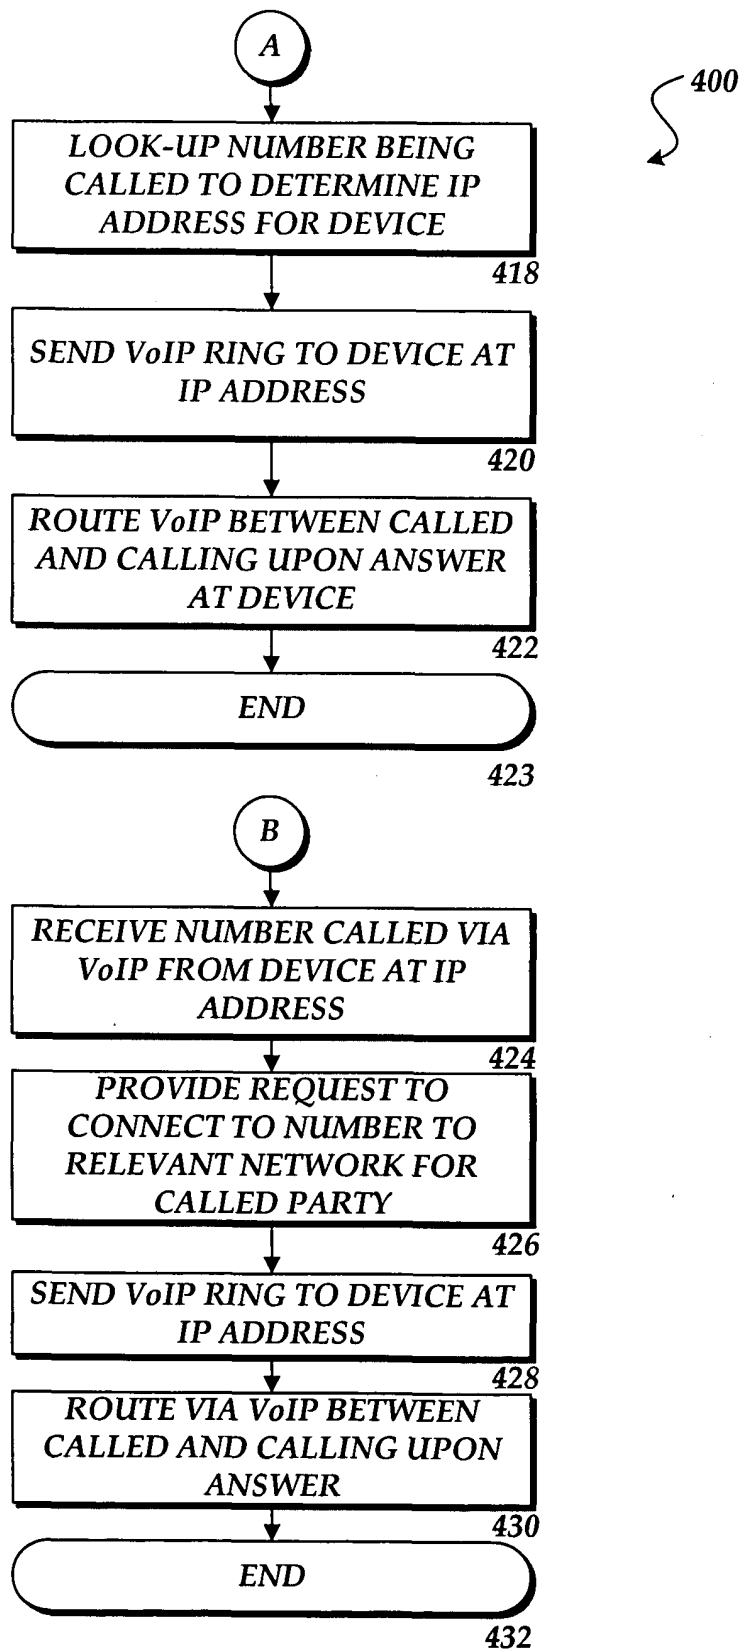 A
400
LOOK-UP NUMBER BEING
CALLED TO DETERMINE IP
ADDRESS FOR DEVICE
418
SEND VoIP RING TO DEVICE AT
IP ADDRESS
420
ROUTE VoIP BETWEEN CALLED
AND CALLING UPON ANSWER
AT DEVICE
422
END
423
B
RECEIVE NUMBER CALLED VIA
VoIP FROM DEVICE AT IP
ADDRESS
424
PROVIDE REQUEST TO
CONNECT TO NUMBER TO
RELEVANT NETWORK FOR
CALLED PARTY
426
SEND VoIP RING TO DEVICE AT
IP ADDRESS
428
ROUTE VIA VoIP BETWEEN
CALLED AND CALLING UPON
ANSWER
430
END
432